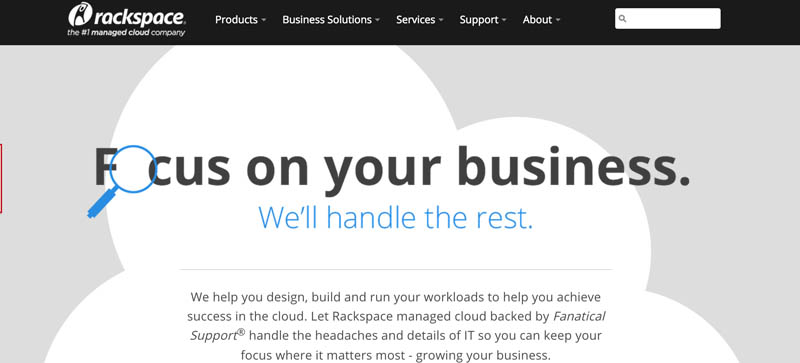 rackspace®
the #1 managed cloud company
Products Business Solutions Services Support About
Focus on your business.
We'll handle the rest.
We help you design, build and run your workloads to help you achieve
success in the cloud. Let Rackspace managed cloud backed by Fanatical
Support® handle the headaches and details of IT so you can keep your
focus where it matters most - growing your business.